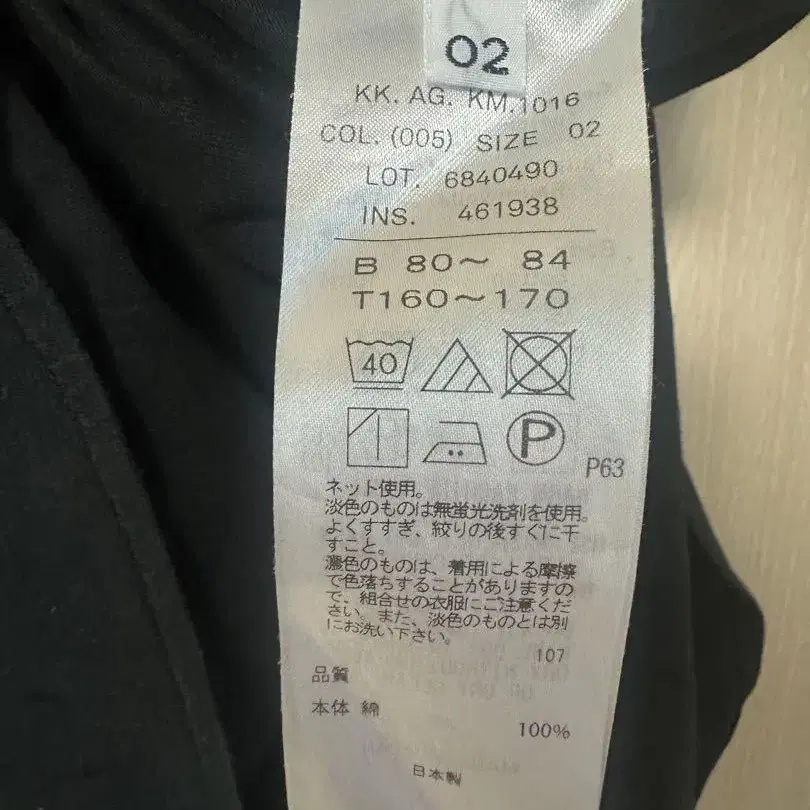 02
KK. AG. KM.1016
COL. (005) SIZE 02
LOT. 6840490
INS. 461938
B 80〜 84
T160〜170
40
P
P63
ネット使用。
淡色のものは無蛍光洗剤を使用。
よくすすぎ、絞りの後すぐに干
すこと。
濃色のものは、着用による摩擦
で色落ちすることがありますの
で、組合せの衣服にご注意くだ
さい。また、淡色のものとは別
にお洗い下さい。
107
品質
本体 綿
100%
日本製